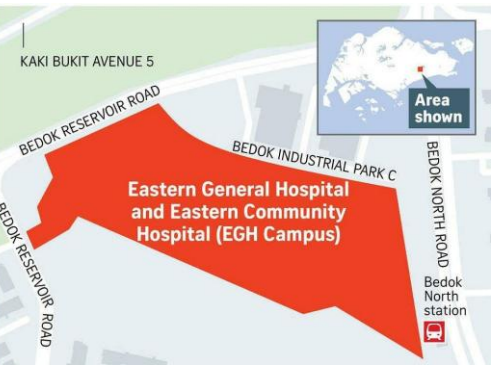 KAKI BUKIT AVENUE 5
Area
shown
BEDOK RESERVOIR ROAD
BEDOK INDUSTRIAL PARK C
BEDOK NORTH ROAD
Eastern General Hospital
and Eastern Community
Hospital (EGH Campus)
BEDOK RESERVOIR ROAD
Bedok
North
station